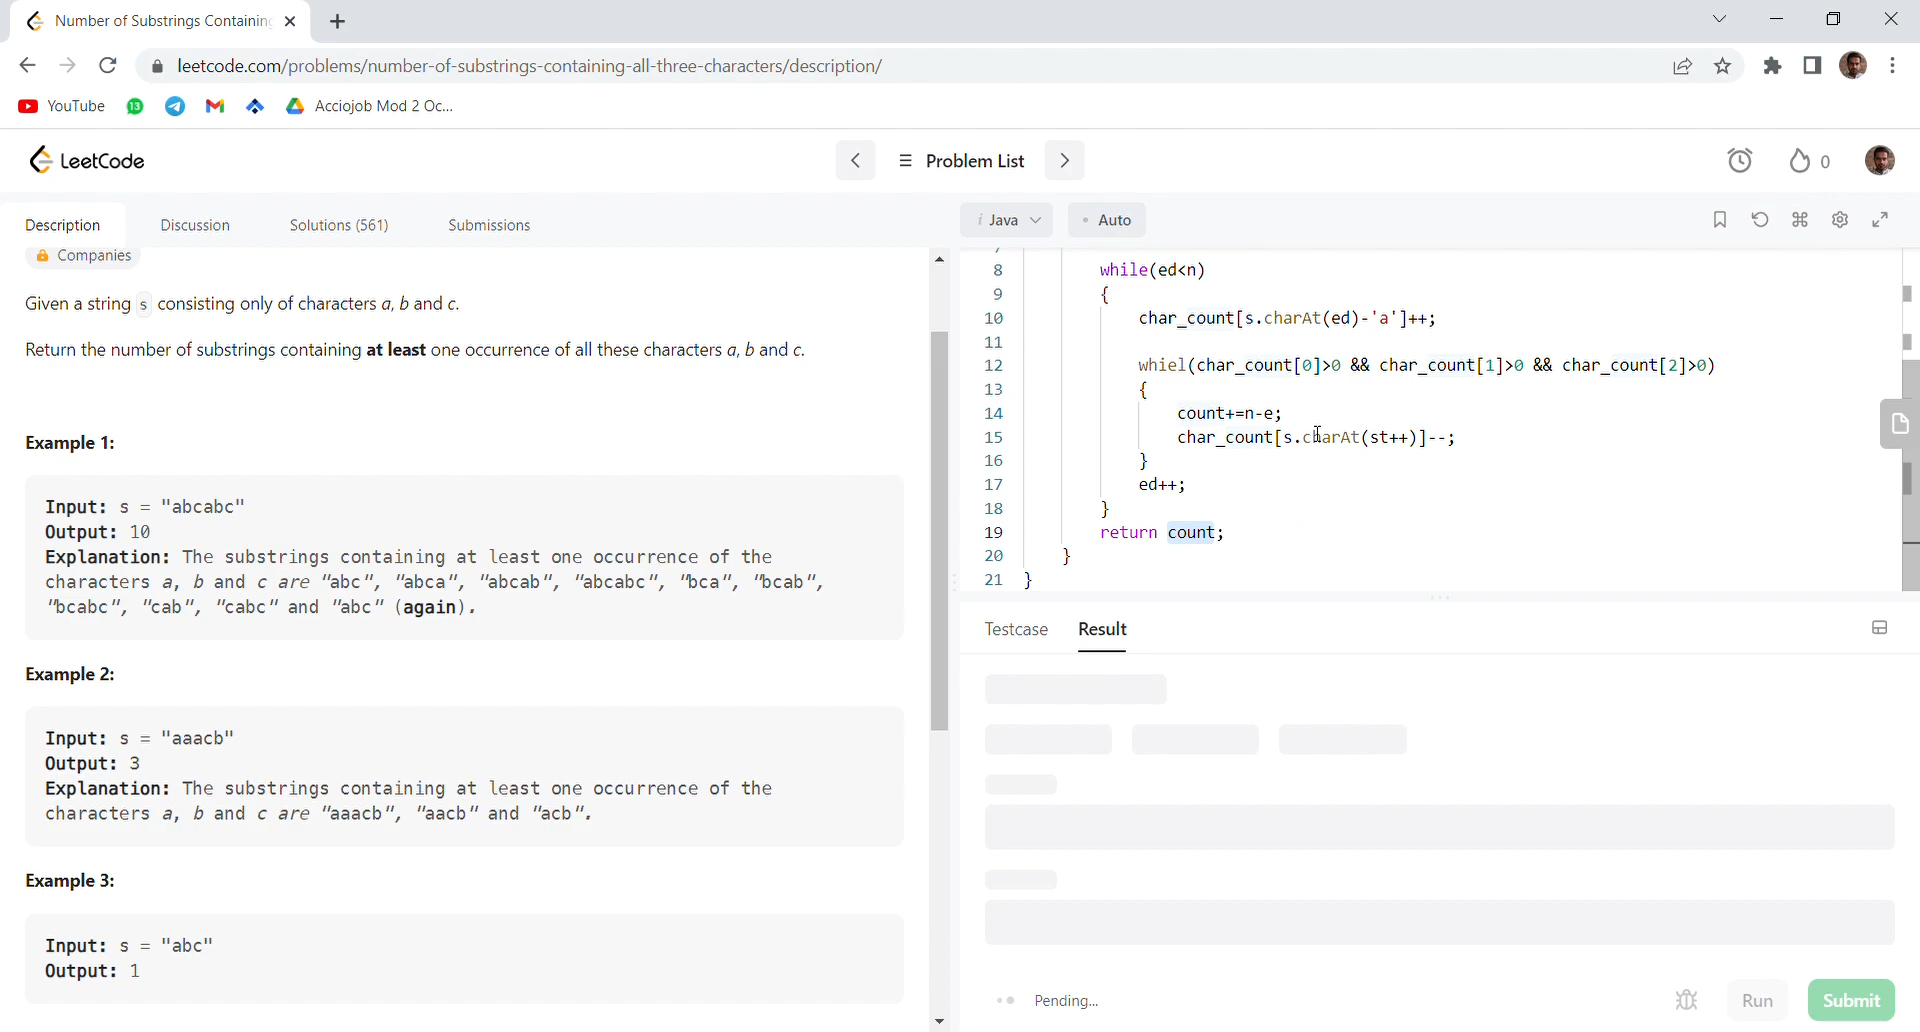 Number of Substrings Containing
leetcode.com/problems/number-of-substrings-containing-all-three-characters/description/
YouTube 13 Acciojob Mod 2 Oc...
LeetCode
Problem List
0
Description Discussion Solutions (561) Submissions
Companies
Given a string s consisting only of characters a, b and c.
Return the number of substrings containing at least one occurrence of all these characters a, b and c.
Example 1:
Input: s = "abcabc"
Output: 10
Explanation: The substrings containing at least one occurrence of the
characters a, b and c are "abc", "abca", "abcab", "abcabc", "bca", "bcab",
"bcabc", "cab", "cabc" and "abc" (again).
Example 2:
Input: s = "aaacb"
Output: 3
Explanation: The substrings containing at least one occurrence of the
characters a, b and c are "aaacb", "aacb" and "acb".
Example 3:
Input: s = "abc"
Output: 1
i Java • Auto
8 while(ed<n)
9 {
10 char_count[s.charAt(ed)-'a']++;
11
12 whiel(char_count[0]>0 && char_count[1]>0 && char_count[2]>0)
13 {
14 count+=n-e;
15 char_count[s.charAt(st++)]--;
16 }
17 ed++;
18 }
19 return count;
20 }
21 }
Testcase Result
Pending...
Run Submit